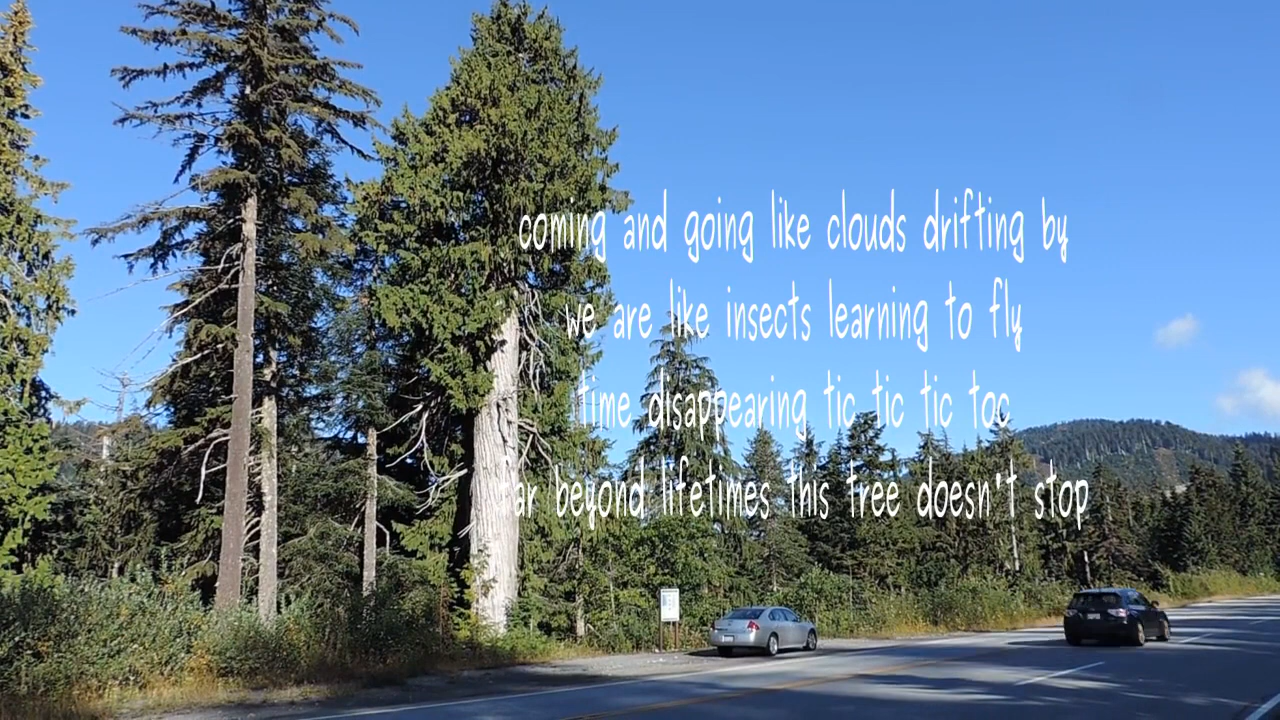 coming and going like clouds drifting by
we are like insects learning to fly
time disappearing tic tic tic toc
far beyond lifetimes this tree doesn't stop